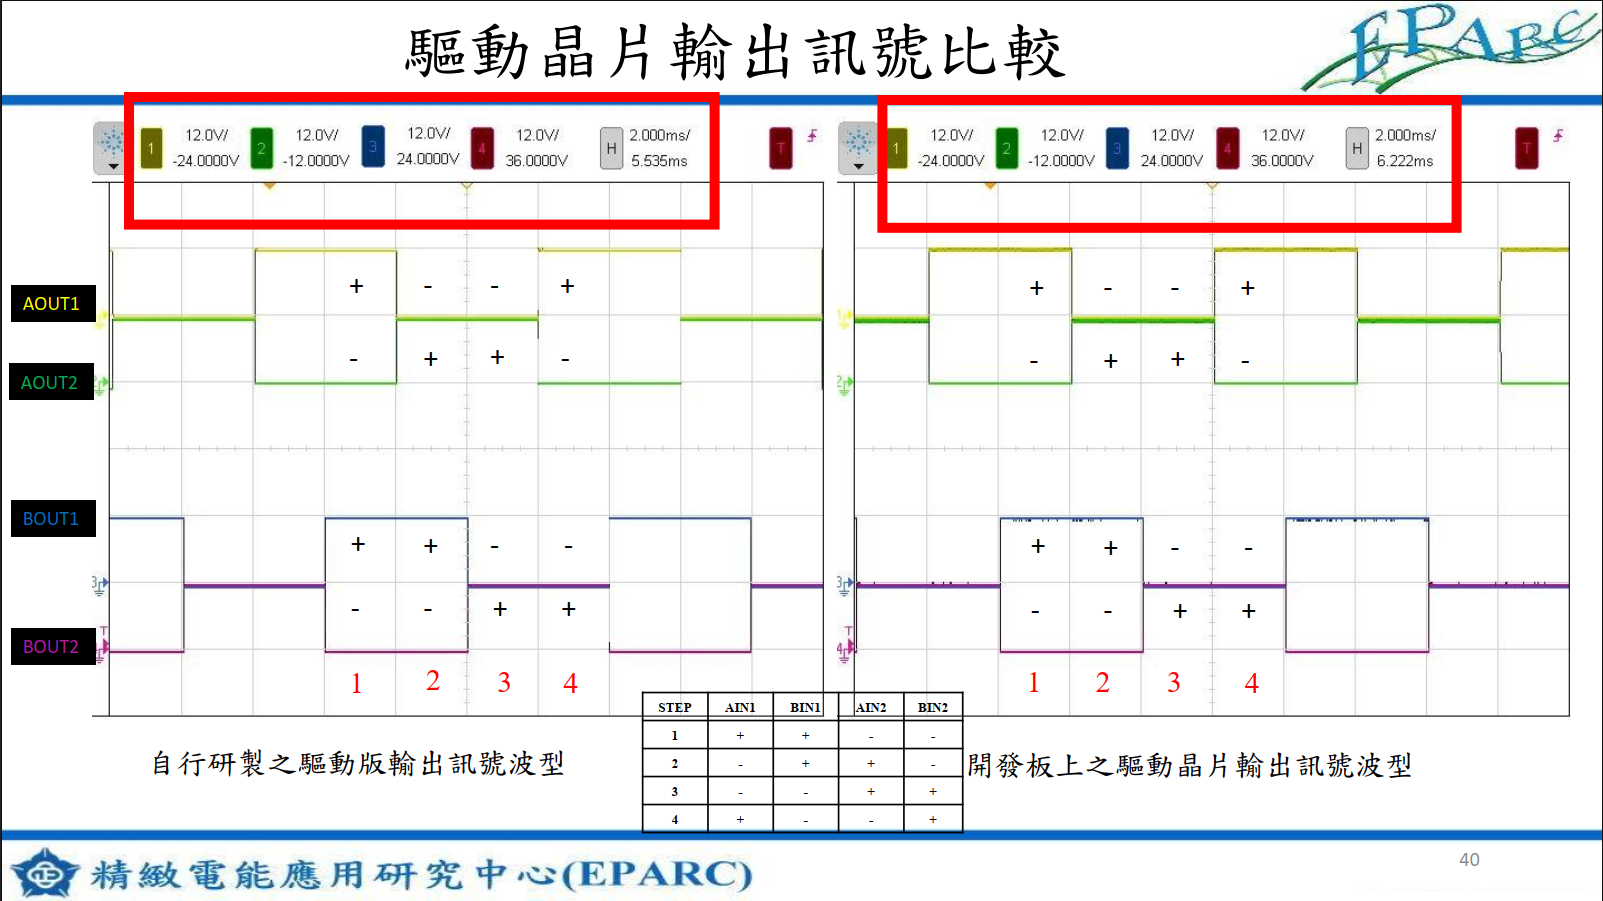 驅動晶片輸出訊號比較
EPARC
1 12.0V/ -24.0000V 2 12.0V/ -12.0000V 3 12.0V/ 24.0000V 4 12.0V/ 36.0000V H 2.000ms/ 5.535ms T
1 12.0V/ -24.0000V 2 12.0V/ -12.0000V 3 12.0V/ 24.0000V 4 12.0V/ 36.0000V H 2.000ms/ 6.222ms T
AOUT1
+ - - +
+ - - +
AOUT2
- + + -
- + + -
BOUT1
+ + - -
+ + - -
BOUT2
- - + +
- - + +
1 2 3 4
1 2 3 4
STEP AIN1 BIN1 AIN2 BIN2
1 + + - -
2 - + + -
3 - - + +
4 + - - +
自行研製之驅動版輸出訊號波型
開發板上之驅動晶片輸出訊號波型
精緻電能應用研究中心(EPARC)
40